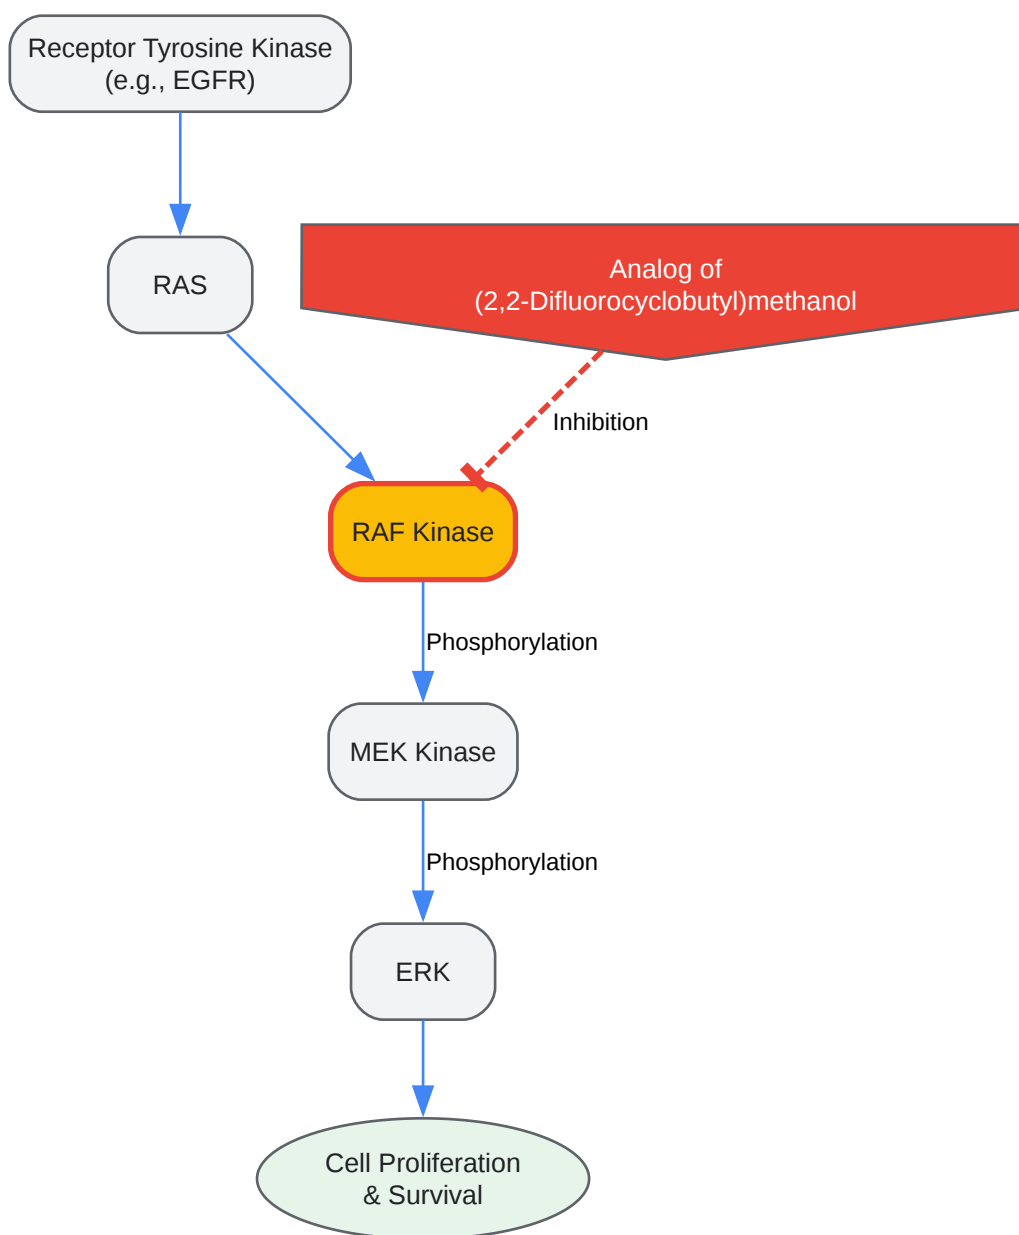 Receptor Tyrosine Kinase
(e.g., EGFR)
RAS
Analog of
(2,2-Difluorocyclobutyl)methanol
Inhibition
RAF Kinase
Phosphorylation
MEK Kinase
Phosphorylation
ERK
Cell Proliferation
& Survival